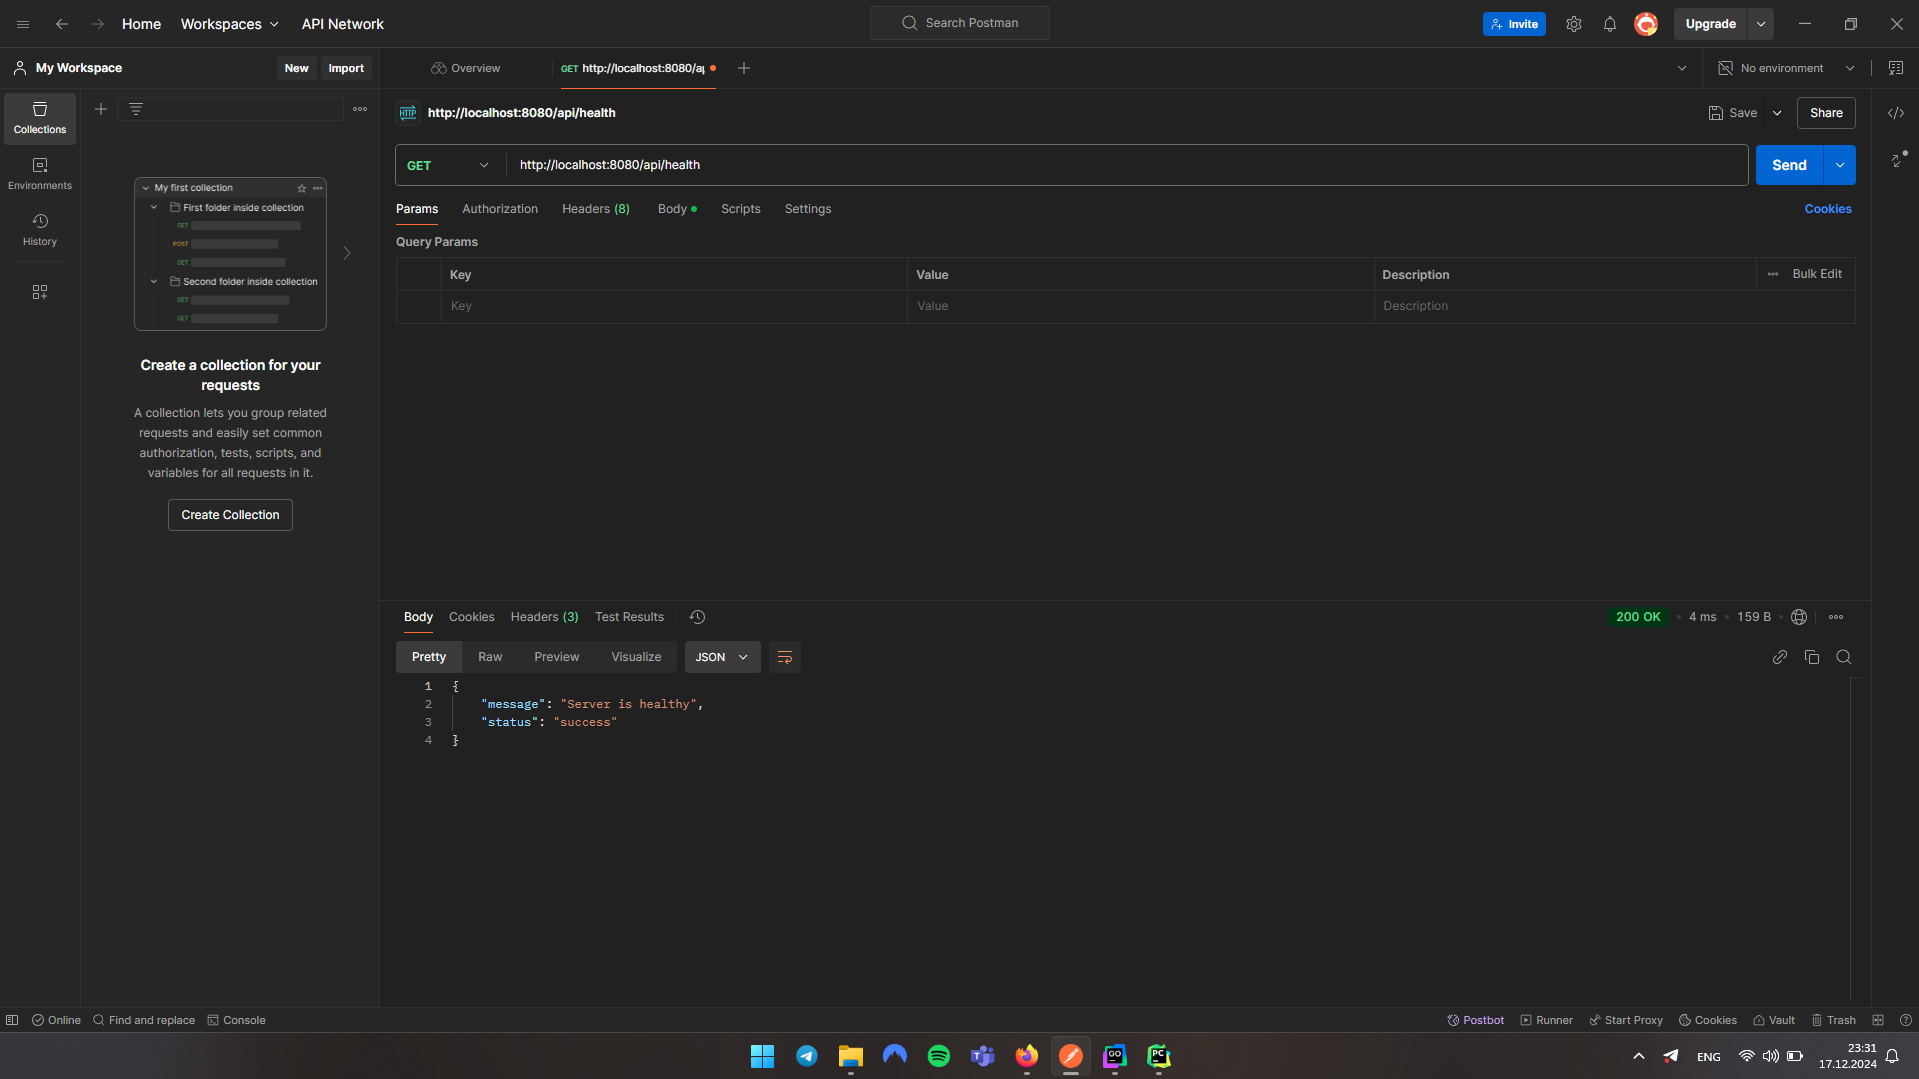 Home
Workspaces
API Network
Search Postman
Invite
Upgrade
My Workspace
New
Import
Overview
GET http://localhost:8080/a
No environment
Collections
Environments
History
My first collection
First folder inside collection
GET
POST
GET
Second folder inside collection
GET
GET
Create a collection for your
requests
A collection lets you group related
requests and easily set common
authorization, tests, scripts, and
variables for all requests in it.
Create Collection
HTTP http://localhost:8080/api/health
Save
Share
GET http://localhost:8080/api/health
Send
Params Authorization Headers (8) Body Scripts Settings
Cookies
Query Params
Key Value Description Bulk Edit
Key Value Description
Body Cookies Headers (3) Test Results
200 OK • 4 ms • 159 B
Pretty Raw Preview Visualize JSON
1 {
2 "message": "Server is healthy",
3 "status": "success"
4 }
Online Find and replace Console
Postbot Runner Start Proxy Cookies Vault Trash
GO
PC
ENG
23:31
17.12.2024